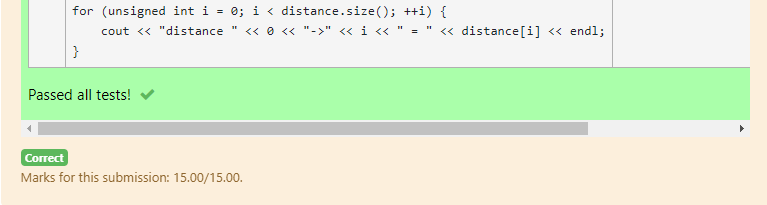 for (unsigned int i = 0; i < distance.size(); ++i) {
    cout << "distance " << 0 << "->" << i << " = " << distance[i] << endl;
}
Passed all tests!
Correct
Marks for this submission: 15.00/15.00.